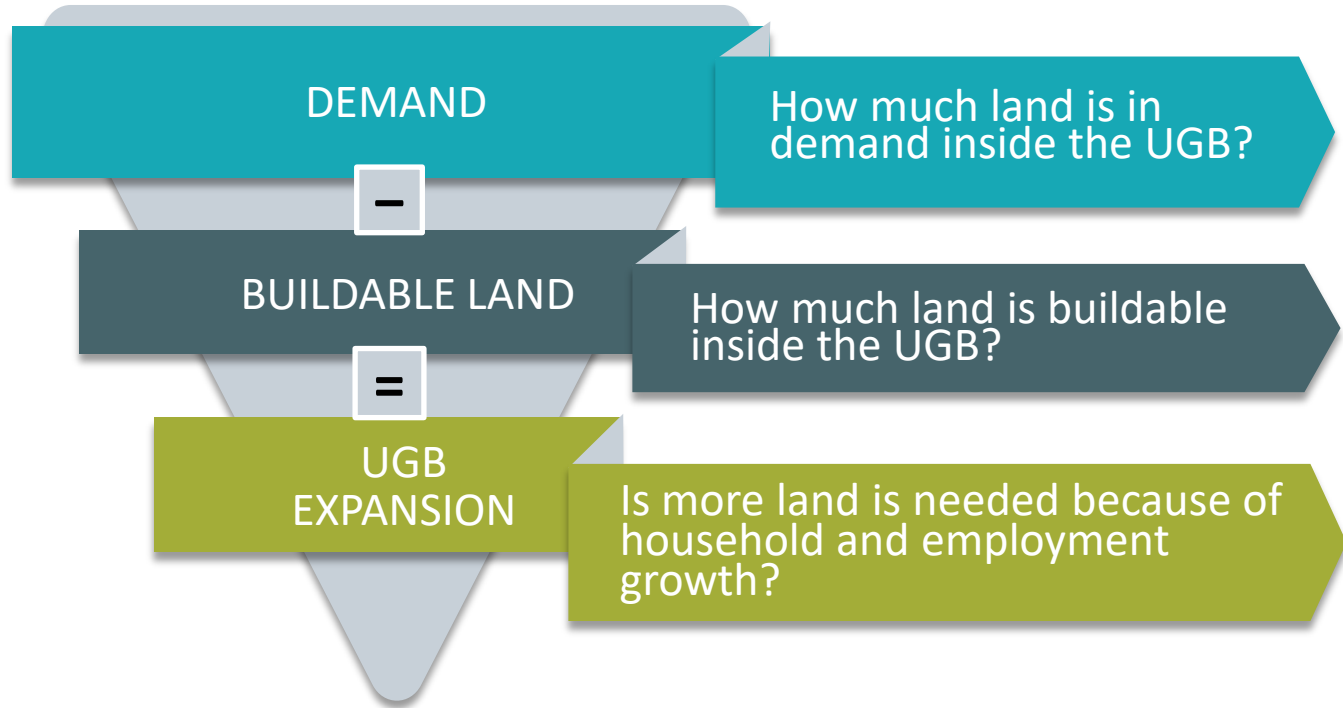 DEMAND
How much land is in
demand inside the UGB?
–
BUILDABLE LAND
How much land is buildable
inside the UGB?
=
UGB
EXPANSION
Is more land is needed because of
household and employment
growth?